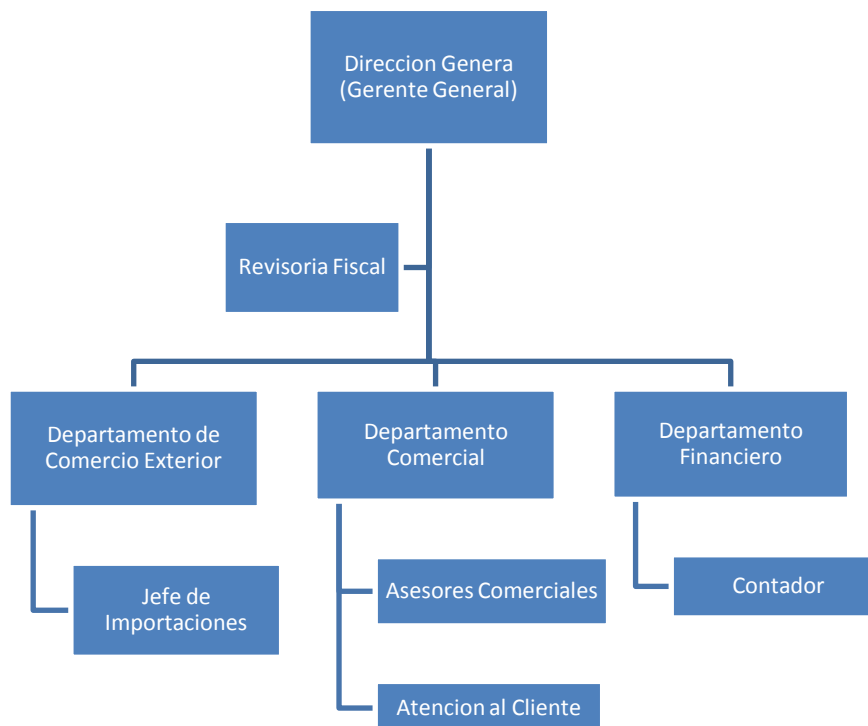 Direccion Genera
(Gerente General)
Revisoria Fiscal
Departamento de
Comercio Exterior
Departamento
Comercial
Departamento
Financiero
Jefe de
Importaciones
Asesores Comerciales
Contador
Atencion al Cliente